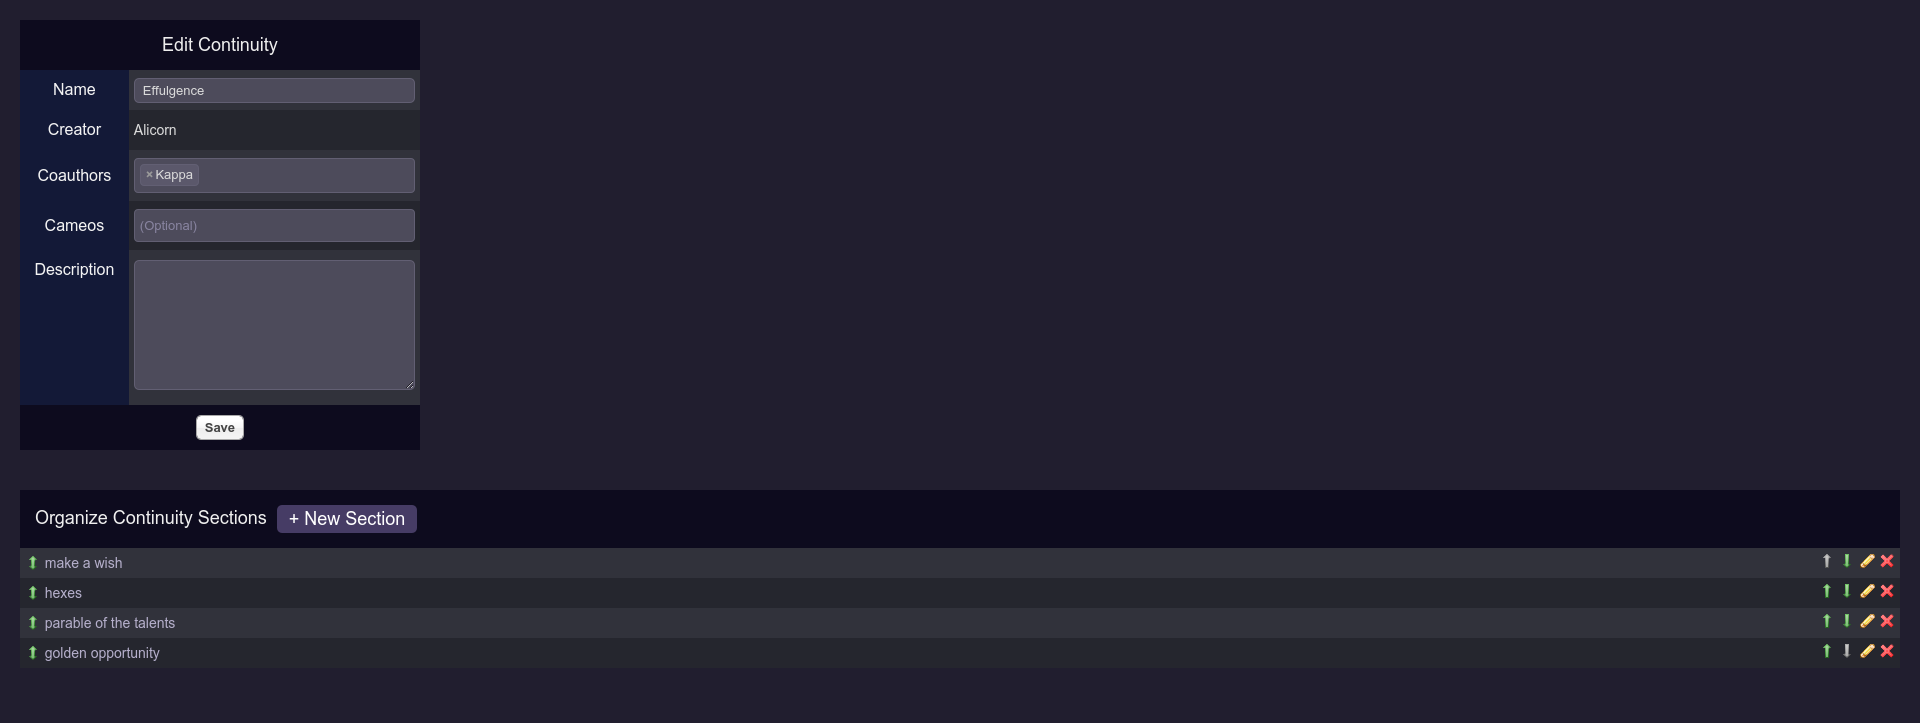 Edit Continuity
Name
Effulgence
Creator
Alicorn
Coauthors
×Kappa
Cameos
(Optional)
Description
Save
Organize Continuity Sections + New Section
make a wish
hexes
parable of the talents
golden opportunity